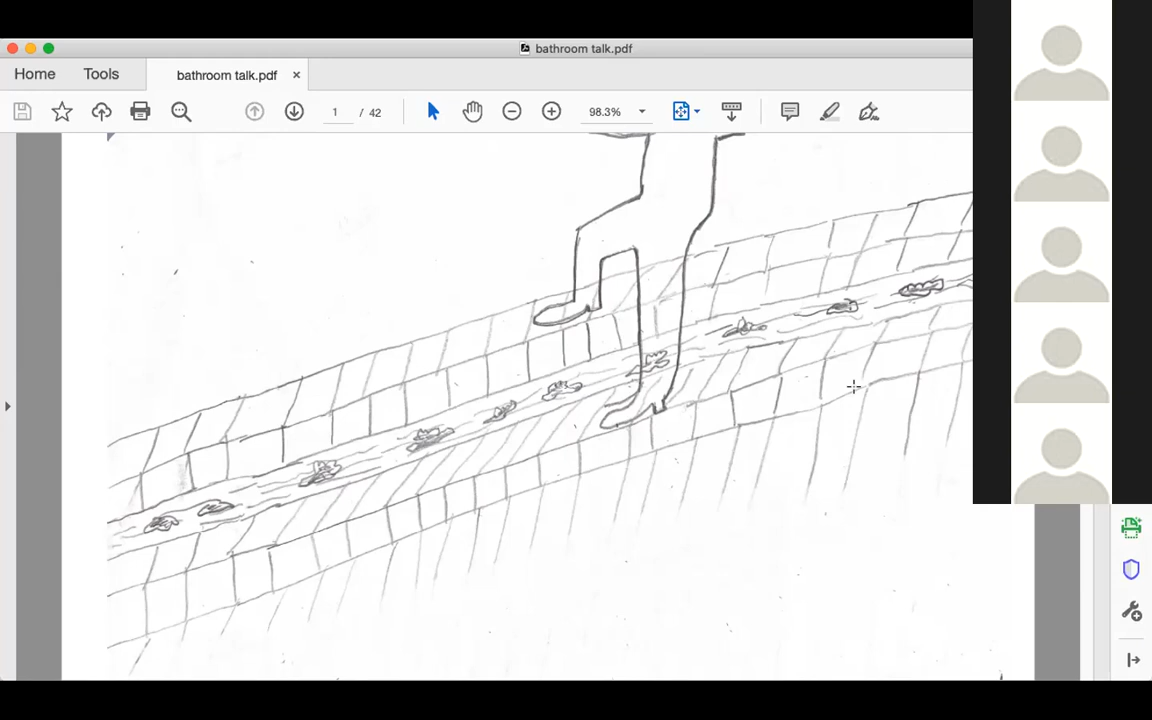 bathroom talk.pdf
Home
Tools
bathroom talk.pdf ×
1 / 42
98.3%